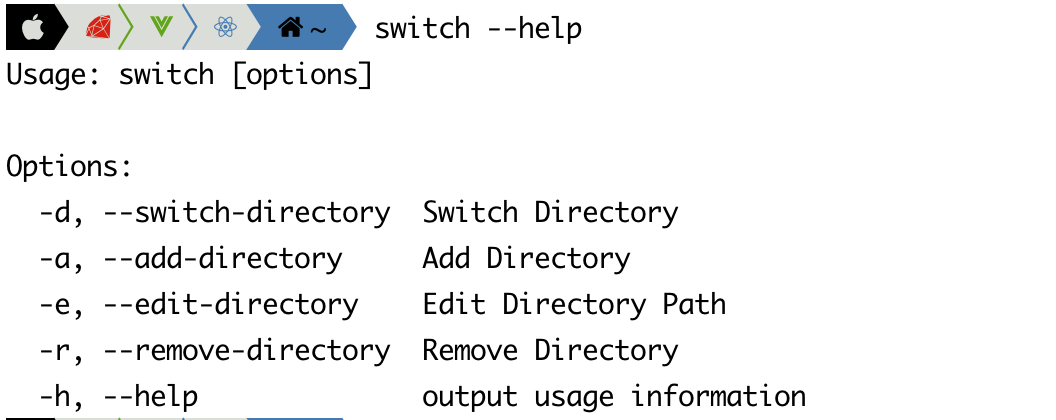 ~ switch --help
Usage: switch [options]
Options:
-d, --switch-directory  Switch Directory
-a, --add-directory     Add Directory
-e, --edit-directory    Edit Directory Path
-r, --remove-directory  Remove Directory
-h, --help              output usage information